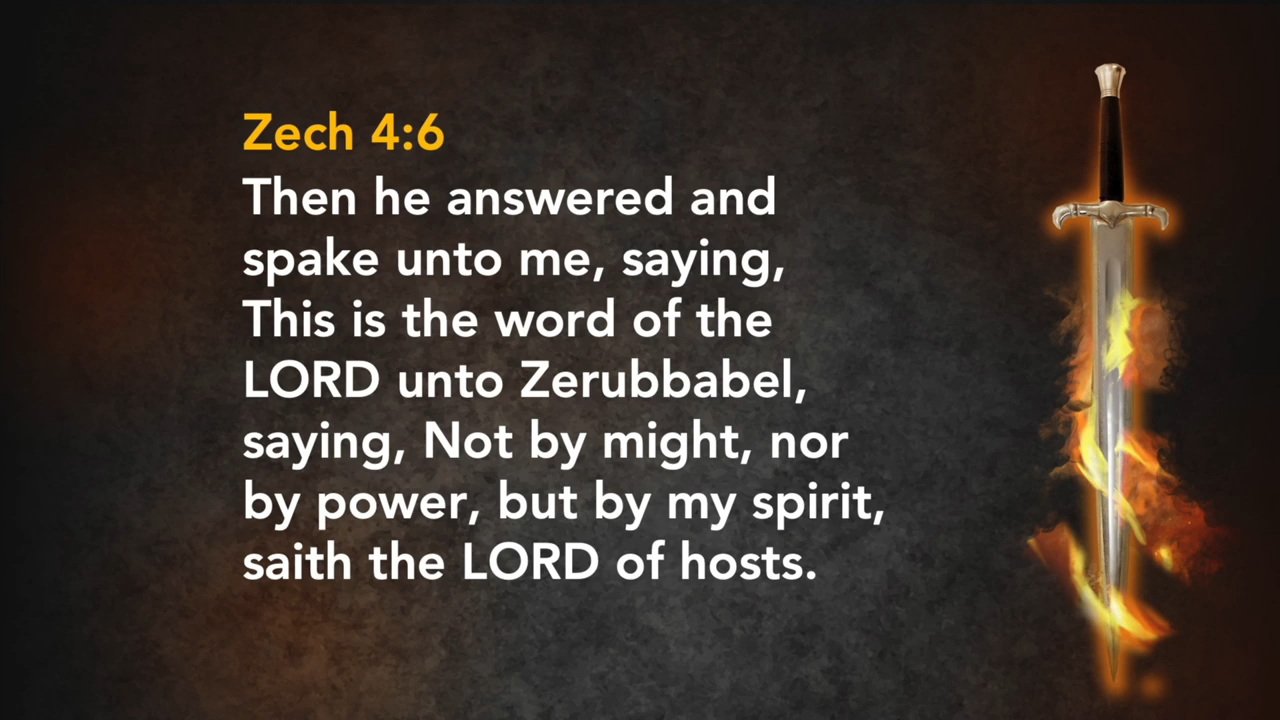 Zech 4:6
Then he answered and
spake unto me, saying,
This is the word of the
LORD unto Zerubbabel,
saying, Not by might, nor
by power, but by my spirit,
saith the LORD of hosts.